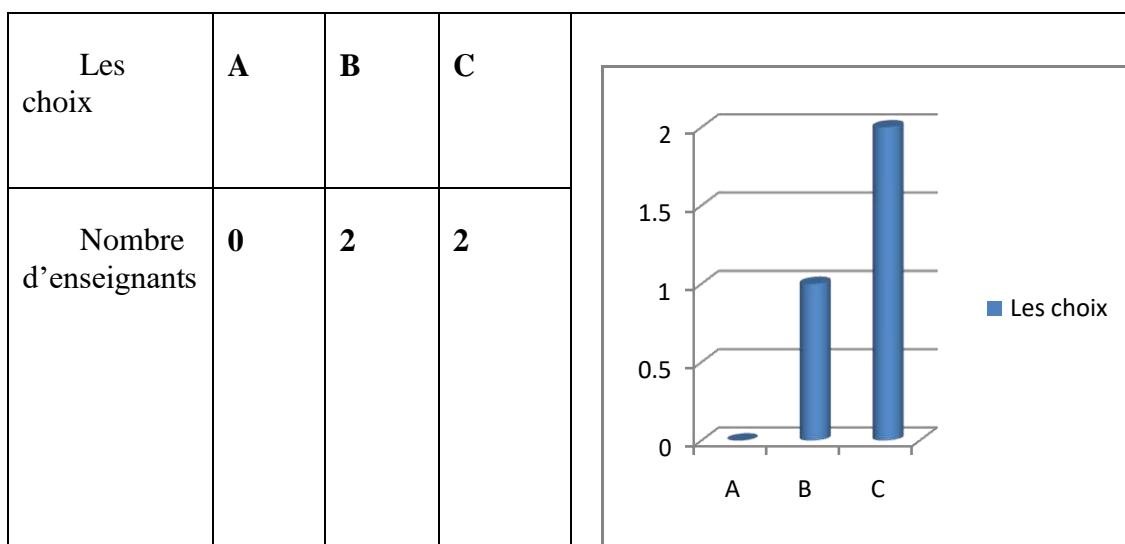 Les
choix
A
B
C
Nombre
d’enseignants
0
2
2
2
1.5
1
0.5
0
A
B
C
Les choix